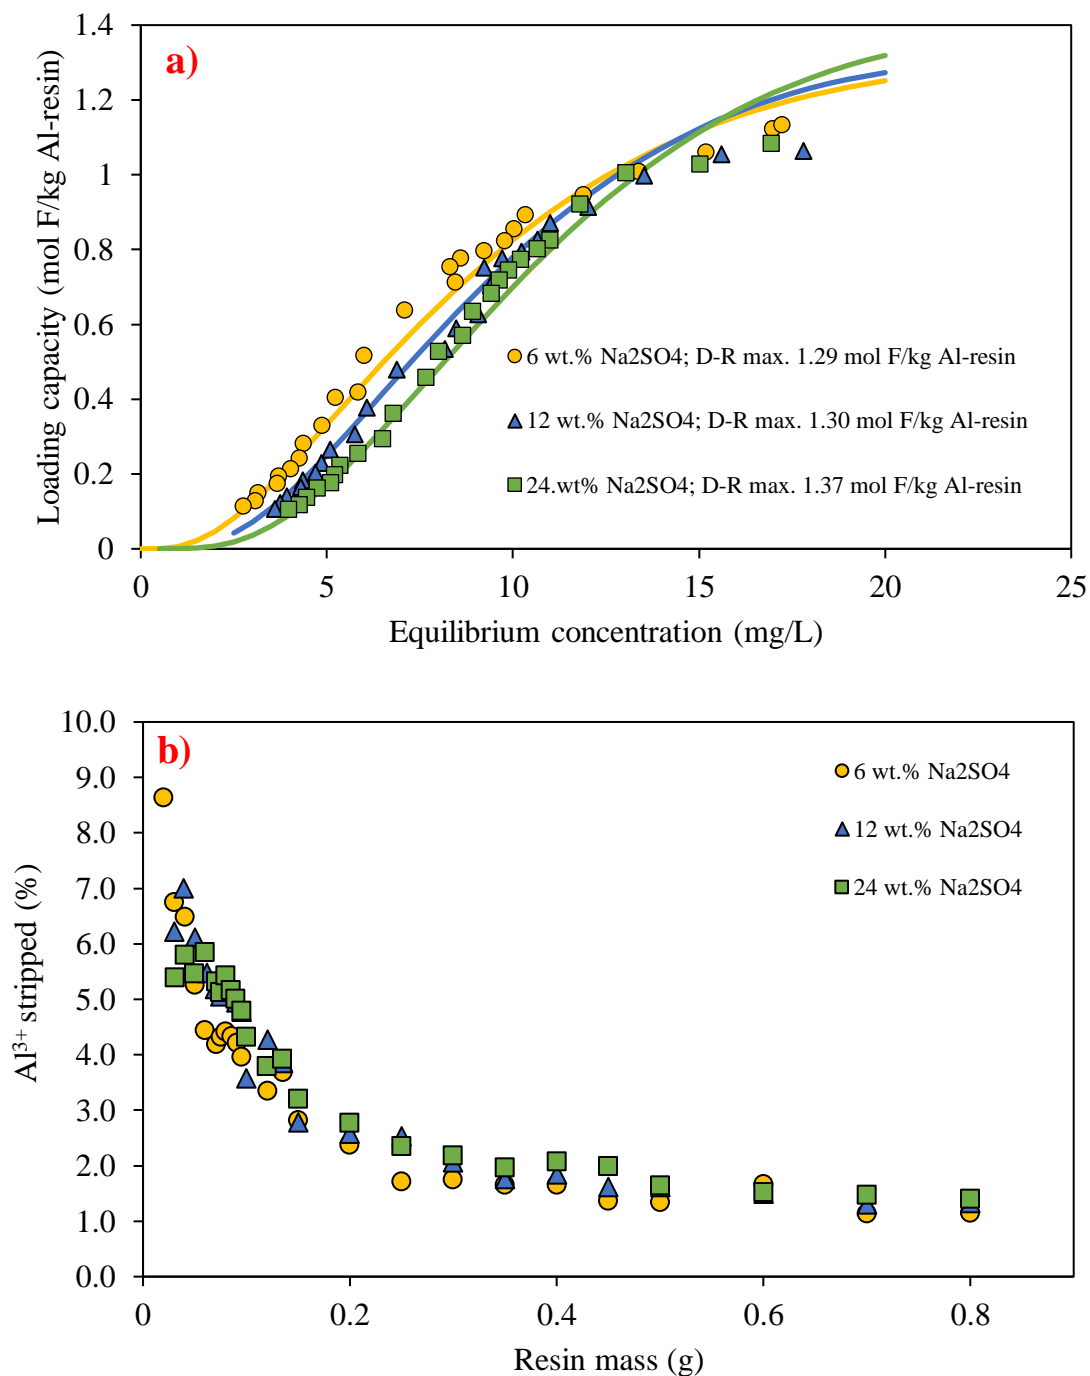 a)
Loading capacity (mol F/kg Al-resin)
1.4
1.2
1
0.8
0.6
0.4
0.2
0
6 wt.% Na2SO4; D-R max. 1.29 mol F/kg Al-resin
12 wt.% Na2SO4; D-R max. 1.30 mol F/kg Al-resin
24.wt% Na2SO4; D-R max. 1.37 mol F/kg Al-resin
0 5 10 15 20 25
Equilibrium concentration (mg/L)
b)
Al³⁺ stripped (%)
10.0
9.0
8.0
7.0
6.0
5.0
4.0
3.0
2.0
1.0
0.0
6 wt.% Na2SO4
12 wt.% Na2SO4
24 wt.% Na2SO4
0 0.2 0.4 0.6 0.8
Resin mass (g)